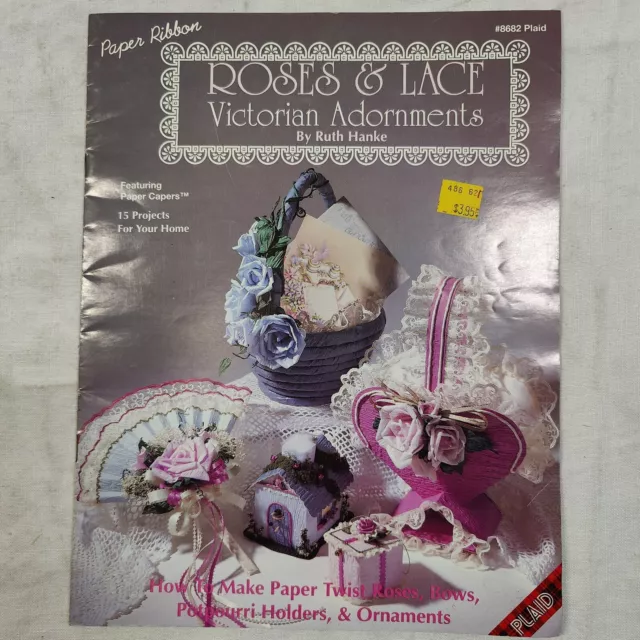 Paper Ribbon
#8682 Plaid
ROSES & LACE
Victorian Adornments
By Ruth Hanke
Featuring
Paper Capers™
15 Projects
For Your Home
$3.95
How To Make Paper Twist Roses, Bows,
Potpourri Holders, & Ornaments
PLAID